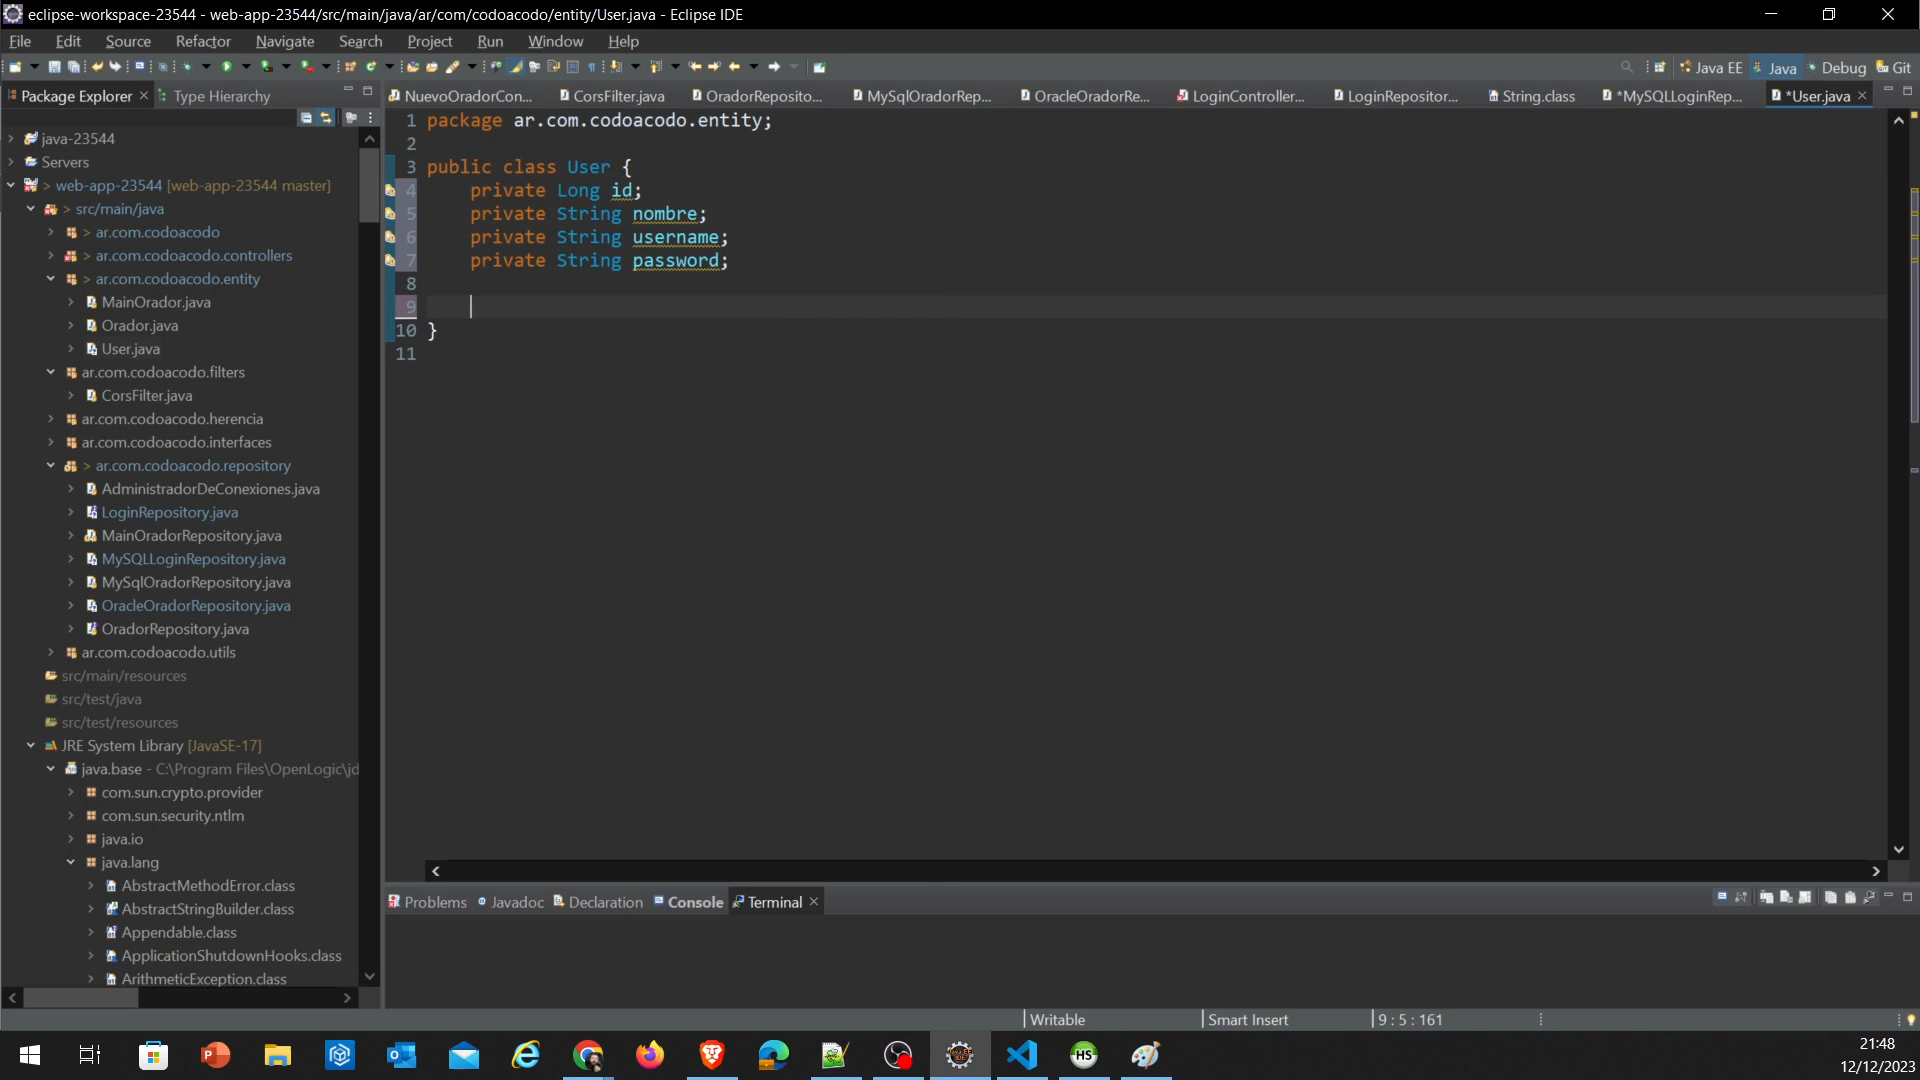 eclipse-workspace-23544 - web-app-23544/src/main/java/ar/com/codoacodo/entity/User.java - Eclipse IDE
File Edit Source Refactor Navigate Search Project Run Window Help
Java EE Java Debug Git
Package Explorer Type Hierarchy
NuevoOradorCon... CorsFilter.java OradorReposito... MySqlOradorRep... OracleOradorRe... LoginController... LoginRepositor... String.class *MySQLLoginRep... *User.java
java-23544
Servers
> web-app-23544 [web-app-23544 master]
> src/main/java
> ar.com.codoacodo
> ar.com.codoacodo.controllers
> ar.com.codoacodo.entity
MainOrador.java
Orador.java
User.java
ar.com.codoacodo.filters
CorsFilter.java
ar.com.codoacodo.herencia
ar.com.codoacodo.interfaces
> ar.com.codoacodo.repository
AdministradorDeConexiones.java
LoginRepository.java
MainOradorRepository.java
MySQLLoginRepository.java
MySqlOradorRepository.java
OracleOradorRepository.java
OradorRepository.java
ar.com.codoacodo.utils
src/main/resources
src/test/java
src/test/resources
JRE System Library [JavaSE-17]
java.base - C:\Program Files\OpenLogic\jd
com.sun.crypto.provider
com.sun.security.ntlm
java.io
java.lang
AbstractMethodError.class
AbstractStringBuilder.class
Appendable.class
ApplicationShutdownHooks.class
ArithmeticException.class
1 package ar.com.codoacodo.entity;
2
3 public class User {
4 private Long id;
5 private String nombre;
6 private String username;
7 private String password;
8
9
10 }
11
Problems Javadoc Declaration Console Terminal
Writable Smart Insert 9 : 5 : 161
HS
21:48
12/12/2023